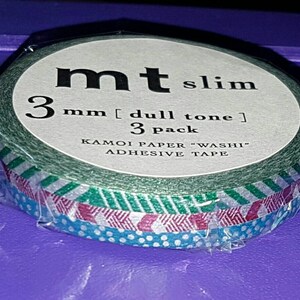 mt slim
3 mm [ dull tone ]
3 pack
KAMOI PAPER "WASHI"
ADHESIVE TAPE